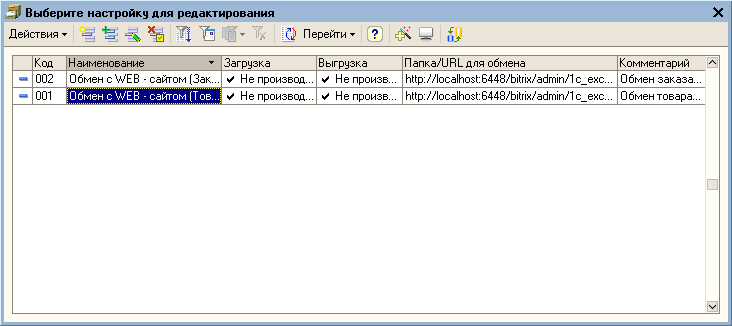 Выберите настройку для редактирования
Действия Перейти
Код Наименование Загрузка Выгрузка Папка/URL для обмена Комментарий
002 Обмен с WEB - сайтом (Зак... Не производ... Не произв... http://localhost:6448/bitrix/admin/1c_exc... Обмен заказа...
001 Обмен с WEB - сайтом (Тов... Не производ... Не произв... http://localhost:6448/bitrix/admin/1c_exc... Обмен товара...